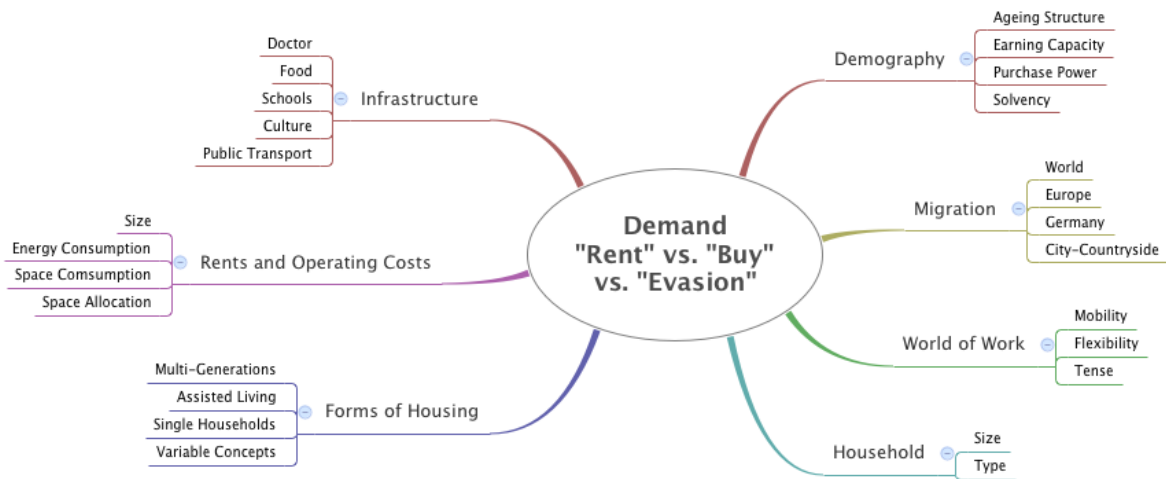 Demand
"Rent" vs. "Buy"
vs. "Evasion"
Infrastructure
Doctor
Food
Schools
Culture
Public Transport
Rents and Operating Costs
Size
Energy Consumption
Space Comsumption
Space Allocation
Forms of Housing
Multi-Generations
Assisted Living
Single Households
Variable Concepts
Demography
Ageing Structure
Earning Capacity
Purchase Power
Solvency
Migration
World
Europe
Germany
City-Countryside
World of Work
Mobility
Flexibility
Tense
Household
Size
Type